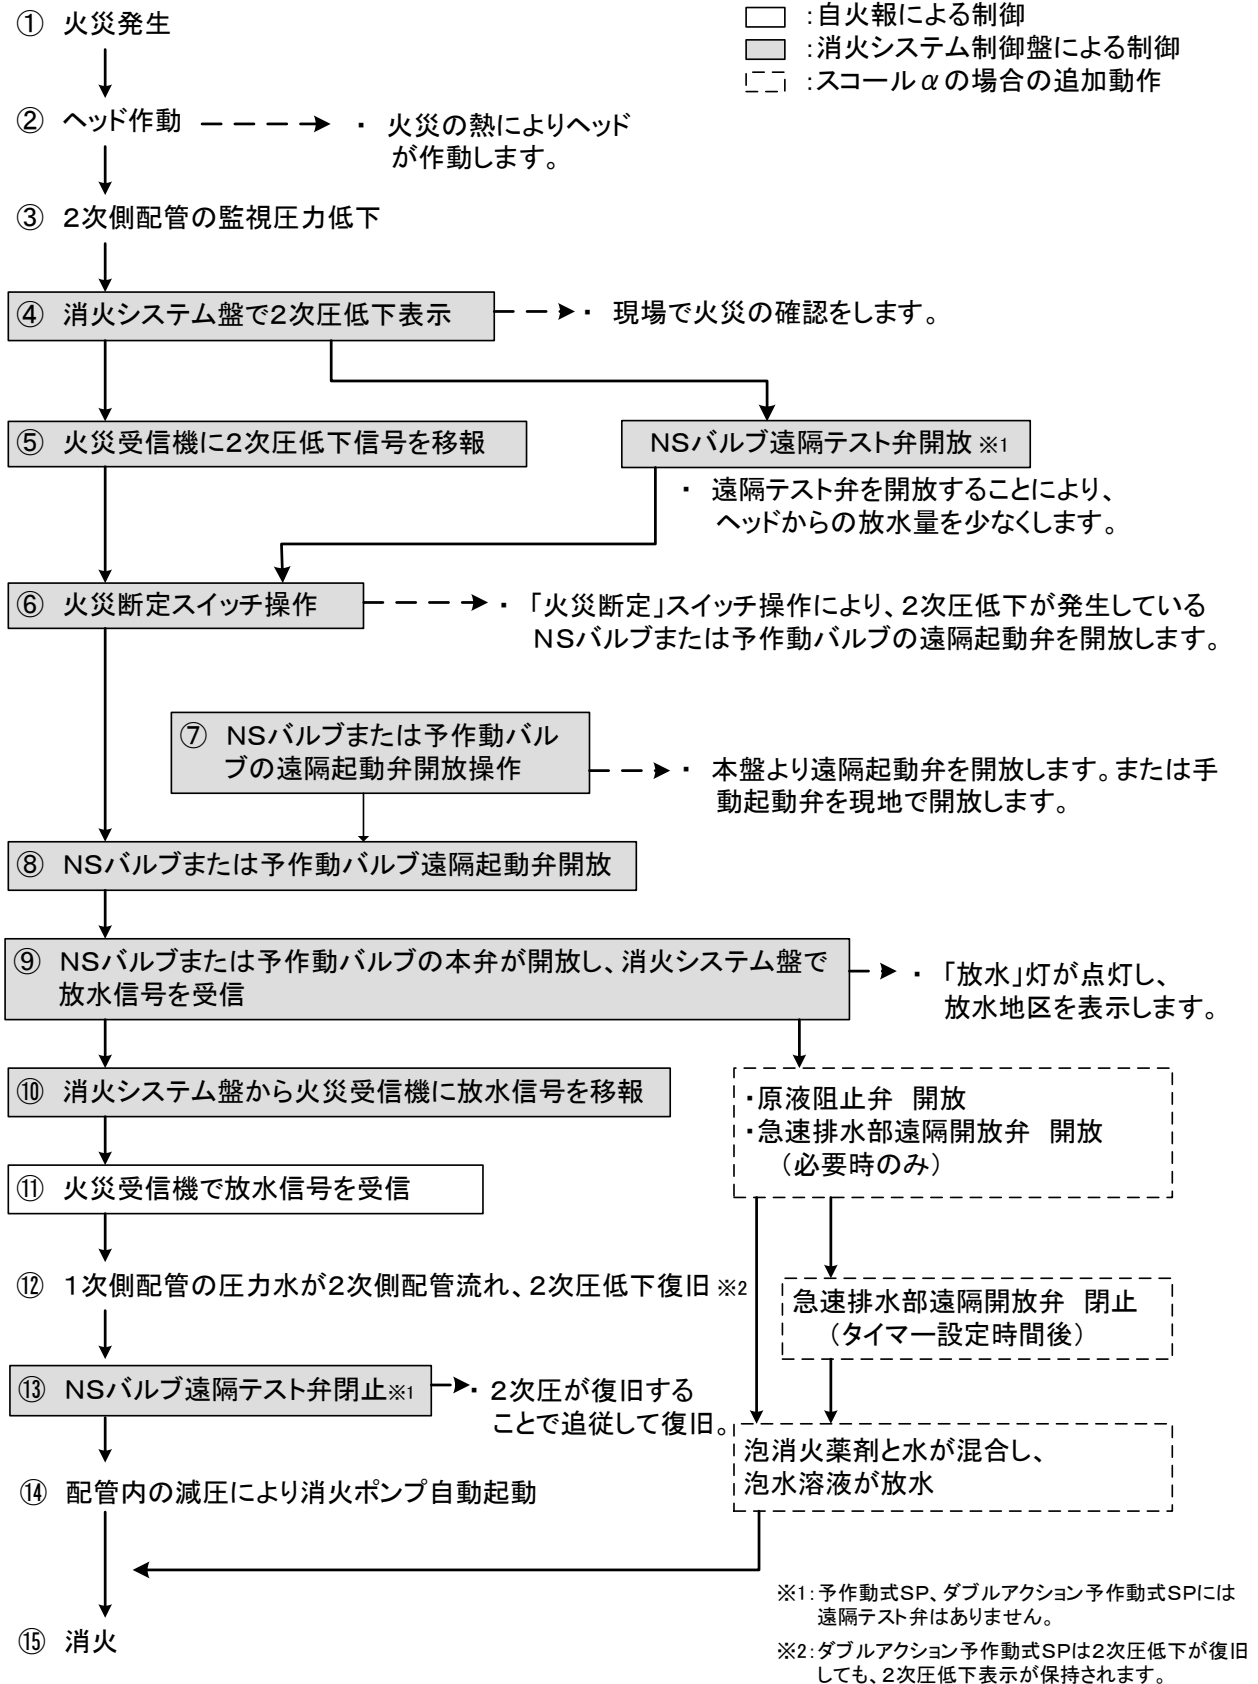 ① 火災発生
:自火報による制御
:消火システム制御盤による制御
:スコールαの場合の追加動作
② ヘッド作動
・ 火災の熱によりヘッド
が作動します。
③ 2次側配管の監視圧力低下
④ 消火システム盤で2次圧低下表示
・ 現場で火災の確認をします。
⑤ 火災受信機に2次圧低下信号を移報
NSバルブ遠隔テスト弁開放 ※1
・ 遠隔テスト弁を開放することにより、
ヘッドからの放水量を少なくします。
⑥ 火災断定スイッチ操作
・ 「火災断定」スイッチ操作により、2次圧低下が発生している
NSバルブまたは予作動バルブの遠隔起動弁を開放します。
⑦ NSバルブまたは予作動バル
ブの遠隔起動弁開放操作
・ 本盤より遠隔起動弁を開放します。または手
動起動弁を現地で開放します。
⑧ NSバルブまたは予作動バルブ遠隔起動弁開放
⑨ NSバルブまたは予作動バルブの本弁が開放し、消火システム盤で
放水信号を受信
・ 「放水」灯が点灯し、
放水地区を表示します。
⑩ 消火システム盤から火災受信機に放水信号を移報
・原液阻止弁 開放
・急速排水部遠隔開放弁 開放
(必要時のみ)
⑪ 火災受信機で放水信号を受信
⑫ 1次側配管の圧力水が2次側配管流れ、2次圧低下復旧 ※2
急速排水部遠隔開放弁 閉止
(タイマー設定時間後)
⑬ NSバルブ遠隔テスト弁閉止※1
・ 2次圧が復旧する
ことで追従して復旧。
泡消火薬剤と水が混合し、
泡水溶液が放水
⑭ 配管内の減圧により消火ポンプ自動起動
⑮ 消火
※1:予作動式SP、ダブルアクション予作動式SPには
遠隔テスト弁はありません。
※2:ダブルアクション予作動式SPは2次圧低下が復旧
しても、2次圧低下表示が保持されます。